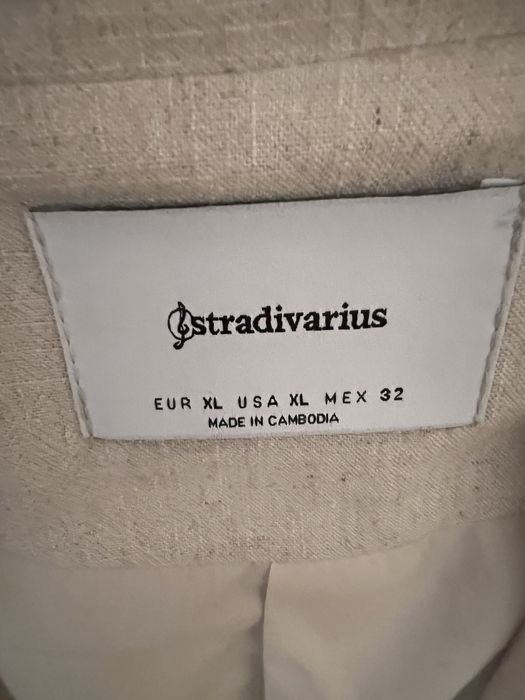 stradivarius
EUR XL USA XL MEX 32
MADE IN CAMBODIA